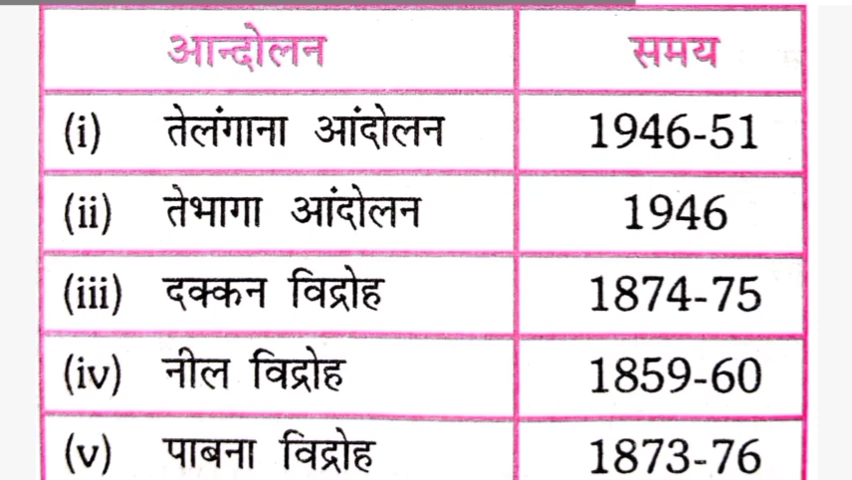 आन्दोलन समय
(i) तेलंगाना आंदोलन 1946-51
(ii) तेभागा आंदोलन 1946
(iii) दक्कन विद्रोह 1874-75
(iv) नील विद्रोह 1859-60
(v) पाबना विद्रोह 1873-76